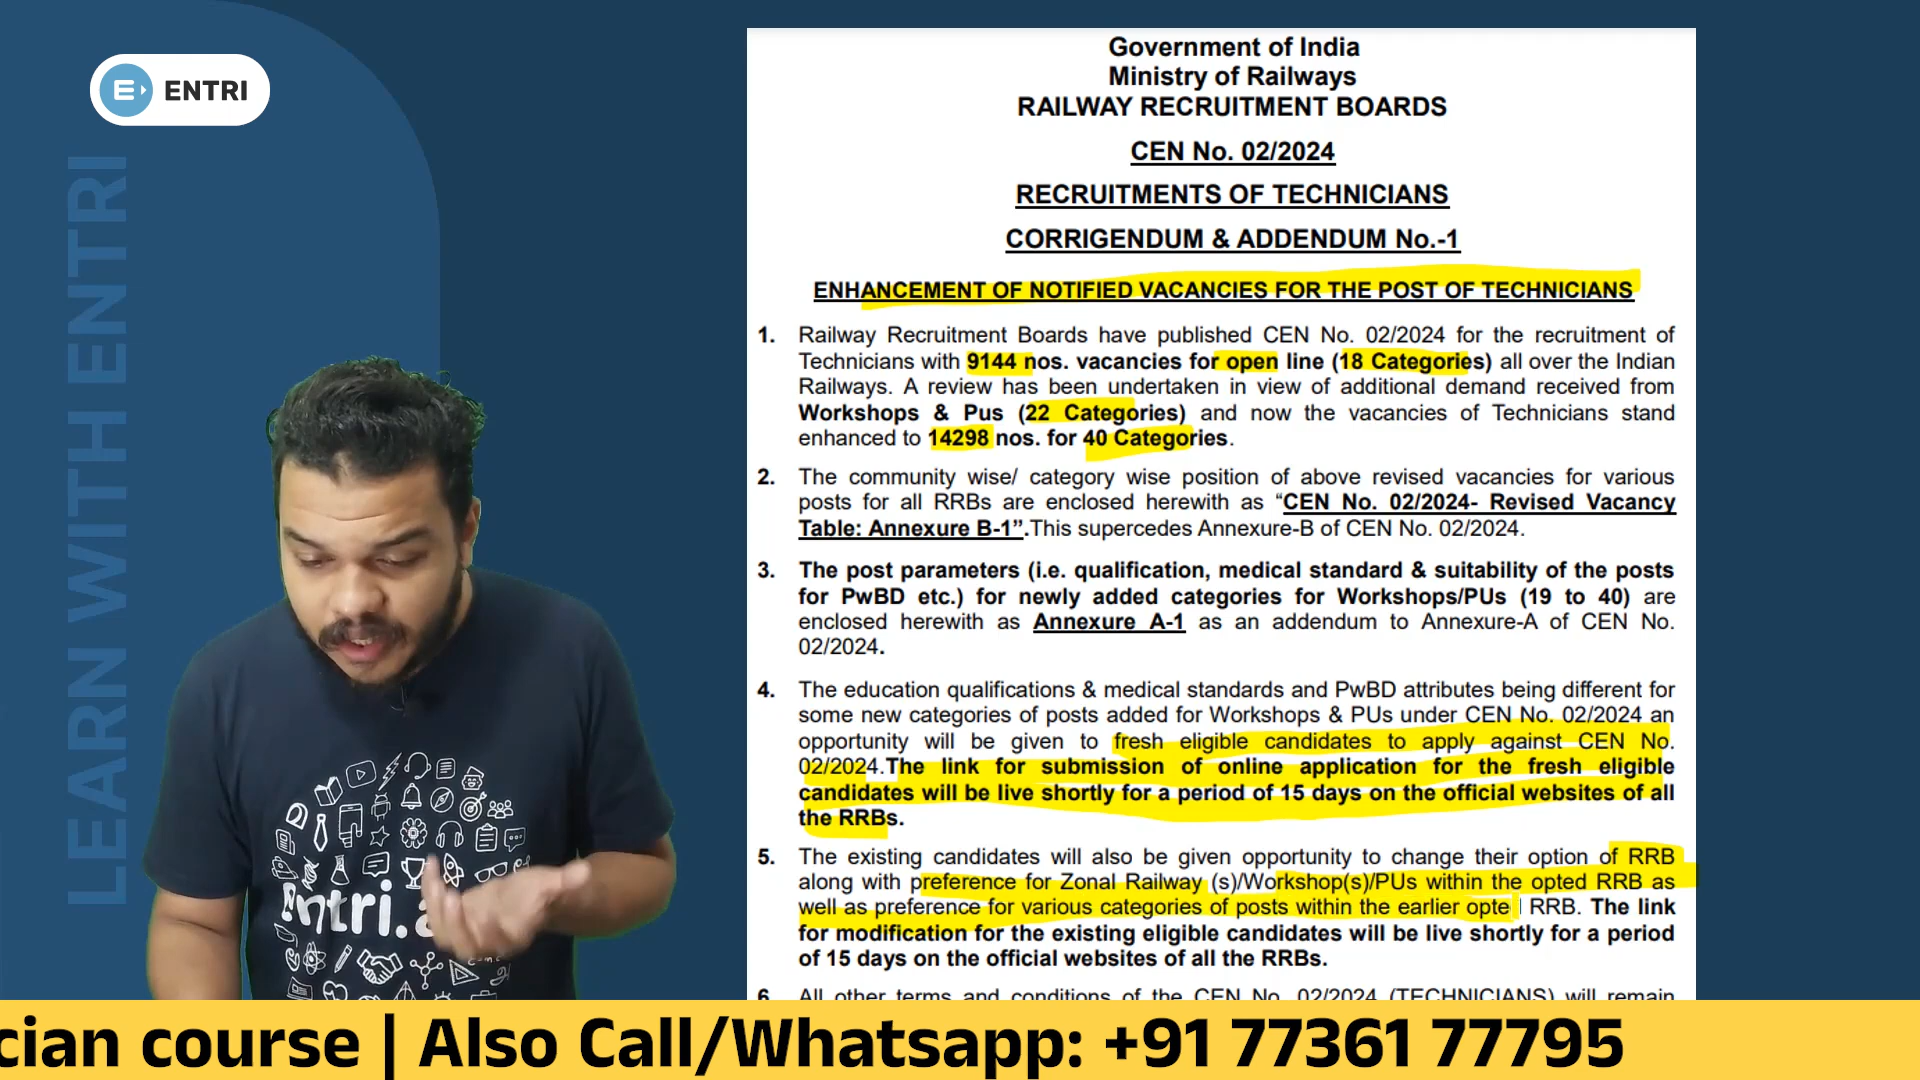 ENTRI
LEARN WITH ENTRI
Government of India
Ministry of Railways
RAILWAY RECRUITMENT BOARDS
CEN No. 02/2024
RECRUITMENTS OF TECHNICIANS
CORRIGENDUM & ADDENDUM No.-1
ENHANCEMENT OF NOTIFIED VACANCIES FOR THE POST OF TECHNICIANS
1. Railway Recruitment Boards have published CEN No. 02/2024 for the recruitment of
Technicians with 9144 nos. vacancies for open line (18 Categories) all over the Indian
Railways. A review has been undertaken in view of additional demand received from
Workshops & Pus (22 Categories) and now the vacancies of Technicians stand
enhanced to 14298 nos. for 40 Categories.
2. The community wise/ category wise position of above revised vacancies for various
posts for all RRBs are enclosed herewith as “CEN No. 02/2024- Revised Vacancy
Table: Annexure B-1”.This supercedes Annexure-B of CEN No. 02/2024.
3. The post parameters (i.e. qualification, medical standard & suitability of the posts
for PwBD etc.) for newly added categories for Workshops/PUs (19 to 40) are
enclosed herewith as Annexure A-1 as an addendum to Annexure-A of CEN No.
02/2024.
4. The education qualifications & medical standards and PwBD attributes being different for
some new categories of posts added for Workshops & PUs under CEN No. 02/2024 an
opportunity will be given to fresh eligible candidates to apply against CEN No.
02/2024.The link for submission of online application for the fresh eligible
candidates will be live shortly for a period of 15 days on the official websites of all
the RRBs.
5. The existing candidates will also be given opportunity to change their option of RRB
along with preference for Zonal Railway (s)/Workshop(s)/PUs within the opted RRB as
well as preference for various categories of posts within the earlier opte RRB. The link
for modification for the existing eligible candidates will be live shortly for a period
of 15 days on the official websites of all the RRBs.
6. All other terms and conditions of the CEN No. 02/2024 (TECHNICIANS) will remain
ntri.a
cian course | Also Call/Whatsapp: +91 77361 77795